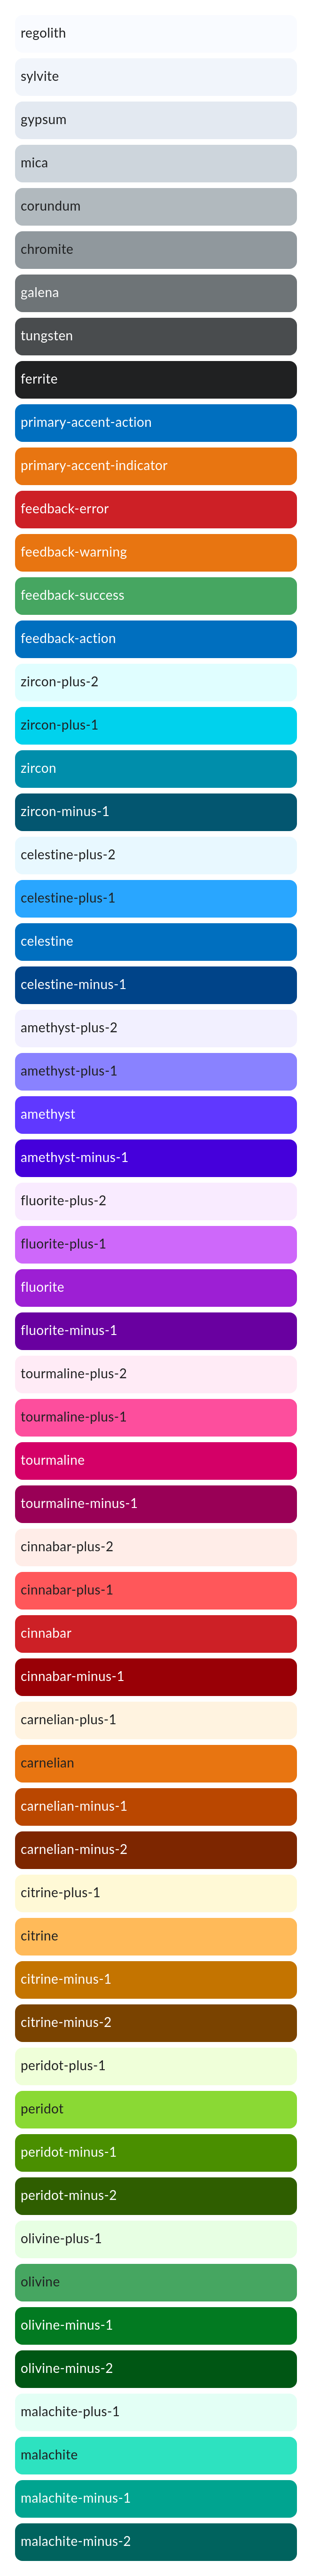 regolith
sylvite
gypsum
mica
corundum
chromite
galena
tungsten
ferrite
primary-accent-action
primary-accent-indicator
feedback-error
feedback-warning
feedback-success
feedback-action
zircon-plus-2
zircon-plus-1
zircon
zircon-minus-1
celestine-plus-2
celestine-plus-1
celestine
celestine-minus-1
amethyst-plus-2
amethyst-plus-1
amethyst
amethyst-minus-1
fluorite-plus-2
fluorite-plus-1
fluorite
fluorite-minus-1
tourmaline-plus-2
tourmaline-plus-1
tourmaline
tourmaline-minus-1
cinnabar-plus-2
cinnabar-plus-1
cinnabar
cinnabar-minus-1
carnelian-plus-1
carnelian
carnelian-minus-1
carnelian-minus-2
citrine-plus-1
citrine
citrine-minus-1
citrine-minus-2
peridot-plus-1
peridot
peridot-minus-1
peridot-minus-2
olivine-plus-1
olivine
olivine-minus-1
olivine-minus-2
malachite-plus-1
malachite
malachite-minus-1
malachite-minus-2